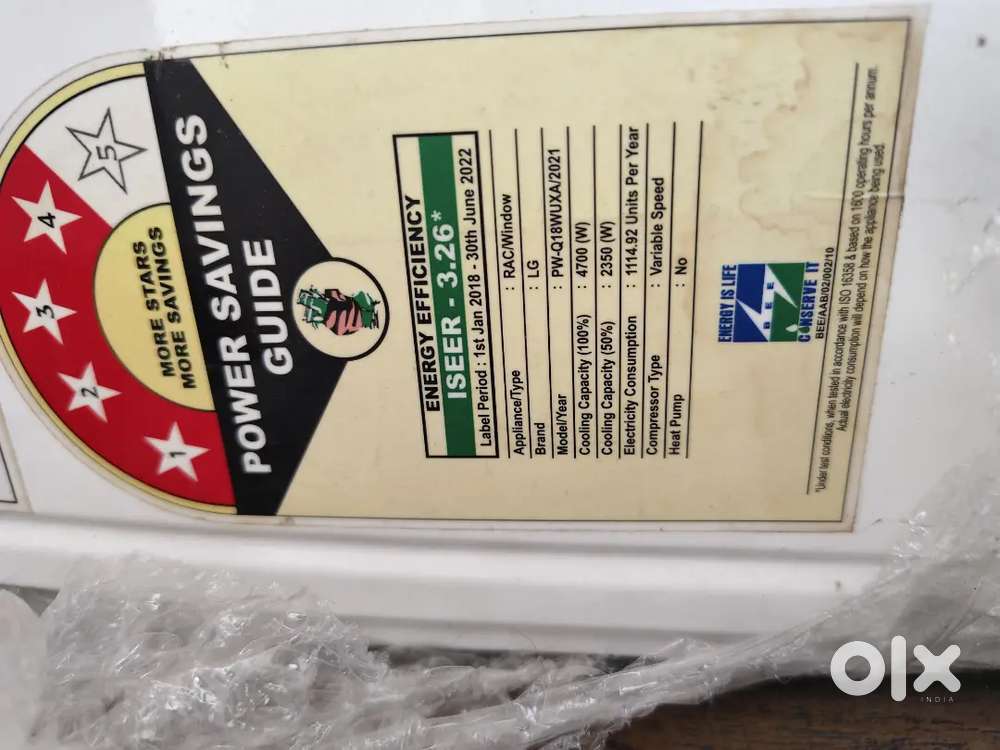 1
2
3
4
5
MORE STARS
MORE SAVINGS
POWER SAVINGS
GUIDE
ENERGY EFFICIENCY
ISEER - 3.26*
Label Period : 1st Jan 2018 - 30th June 2022
Appliance/Type : RAC/Window
Brand : LG
Model/Year : PW-Q18WUXA/2021
Cooling Capacity (100%) : 4700 (W)
Cooling Capacity (50%) : 2350 (W)
Electricity Consumption : 1114.92 Units Per Year
Compressor Type : Variable Speed
Heat Pump : No
ENERGY IS LIFE
BEE
CONSERVE IT
BEE/AAB/02/002/10
*Under test conditions, when tested in accordance with ISO 16358 & based on 1600 operating hours per annum.
Actual electricity consumption will depend on how the appliance being used.
olx
INDIA